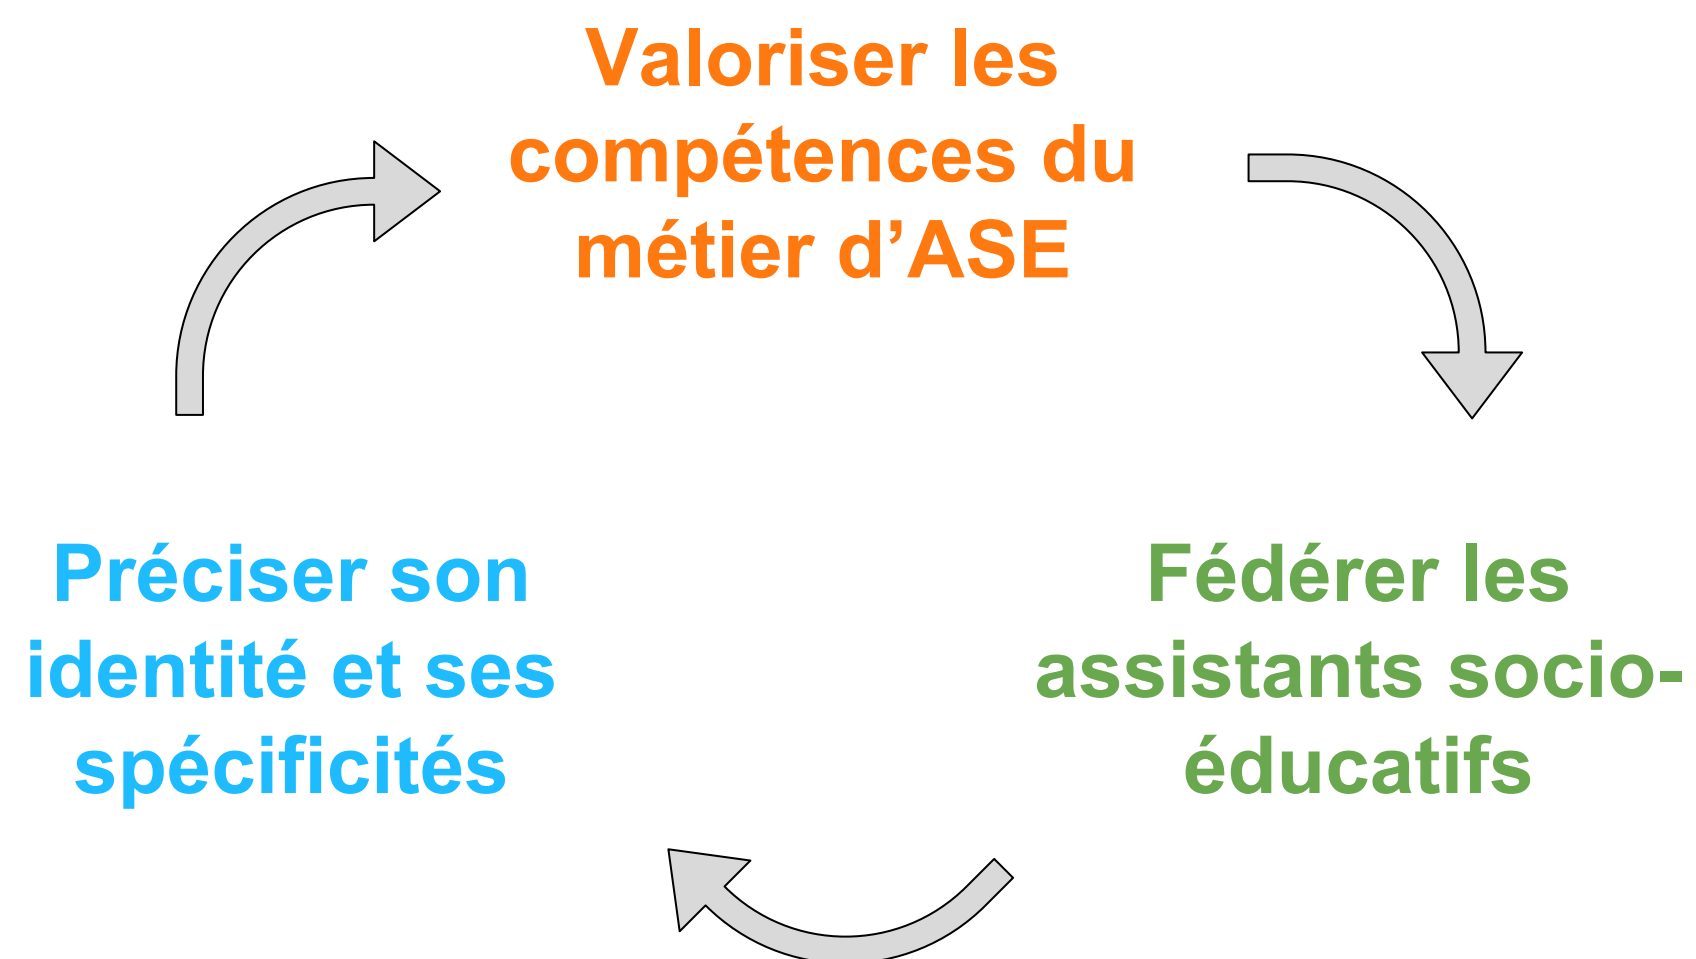 Valoriser les
compétences du
métier d’ASE
Préciser son
identité et ses
spécificités
Fédérer les
assistants socio-
éducatifs